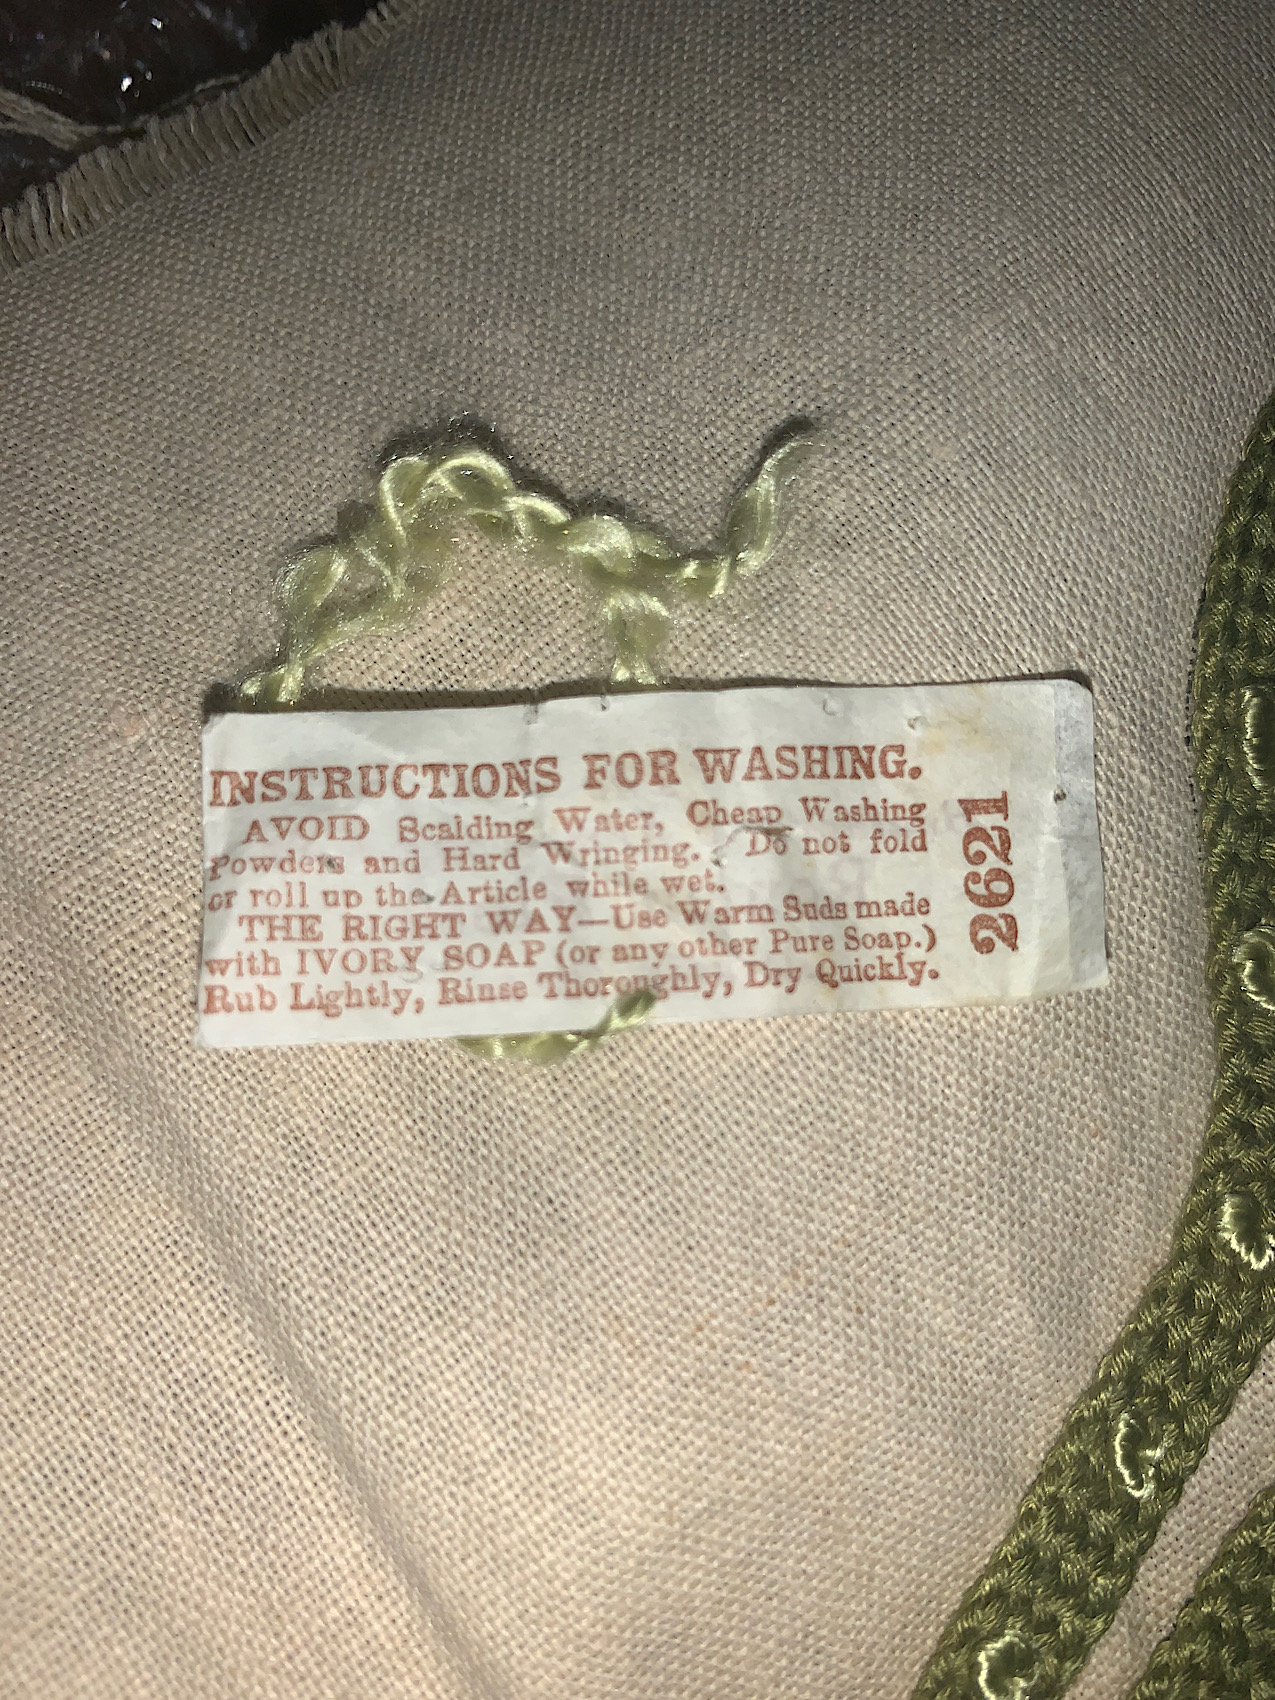 INSTRUCTIONS FOR WASHING.
AVOID Scalding Water, Cheap Washing
Powders and Hard Wringing. Do not fold
or roll up the Article while wet.
THE RIGHT WAY—Use Warm Suds made
with IVORY SOAP (or any other Pure Soap.)
Rub Lightly, Rinse Thoroughly, Dry Quickly.
2621